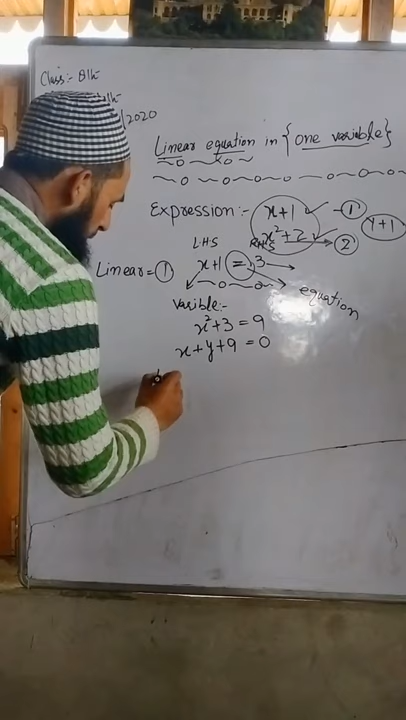 Class:- 8th
/2020
Linear equation in {one variable}
Expression:- x+1 - 1
x²+2 → 2 y+1
LHS RHS
Linear = 1 x+1 = 3 →
equation
Varible:-
x²+3 = 9
x+y+9 = 0